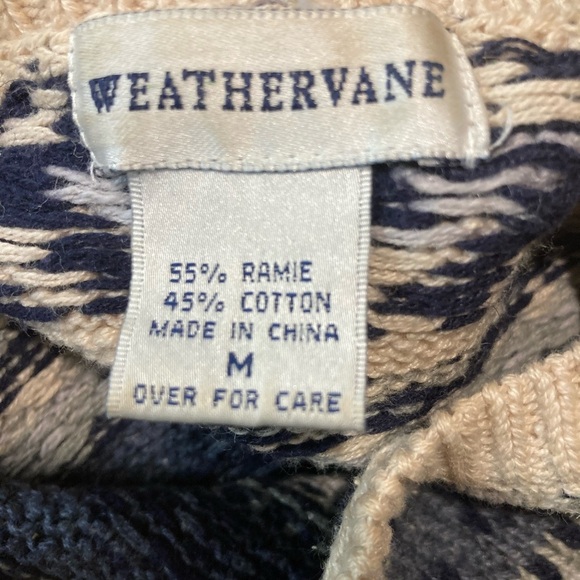 WEATHERVANE
55% RAMIE
45% COTTON
MADE IN CHINA
M
OVER FOR CARE